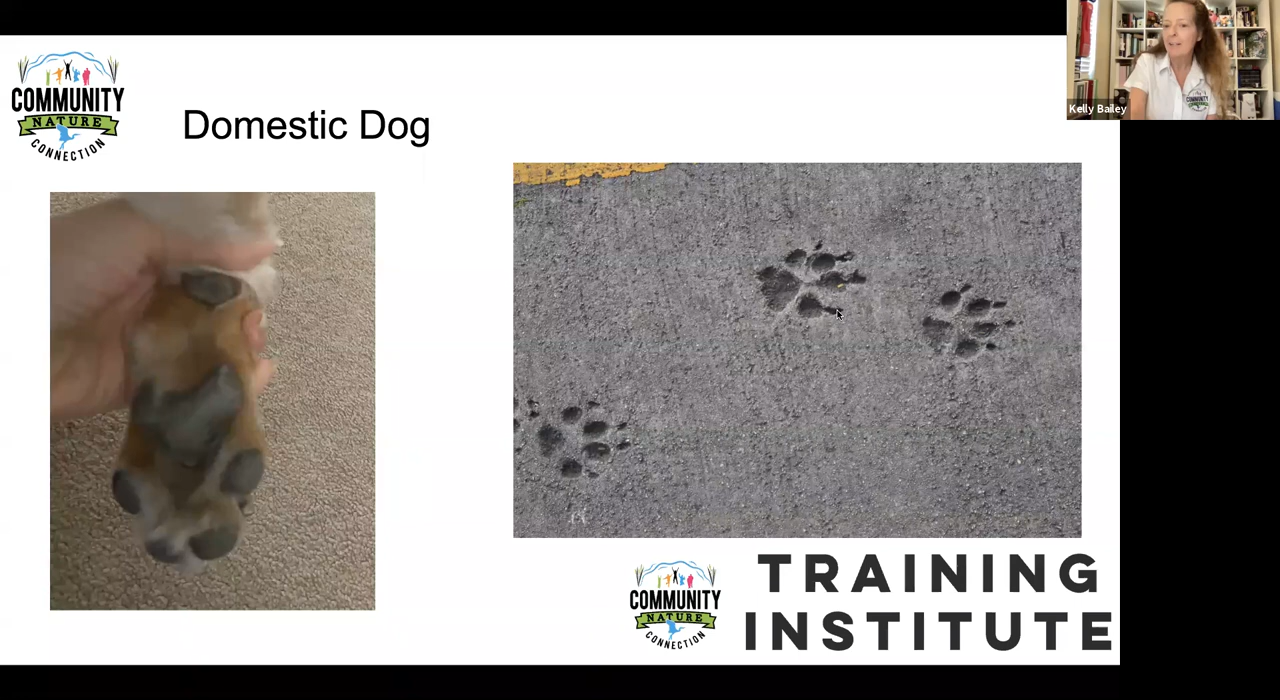 COMMUNITY
NATURE
CONNECTION
Domestic Dog
Kelly Bailey
COMMUNITY
NATURE
CONNECTION
TRAINING
INSTITUTE